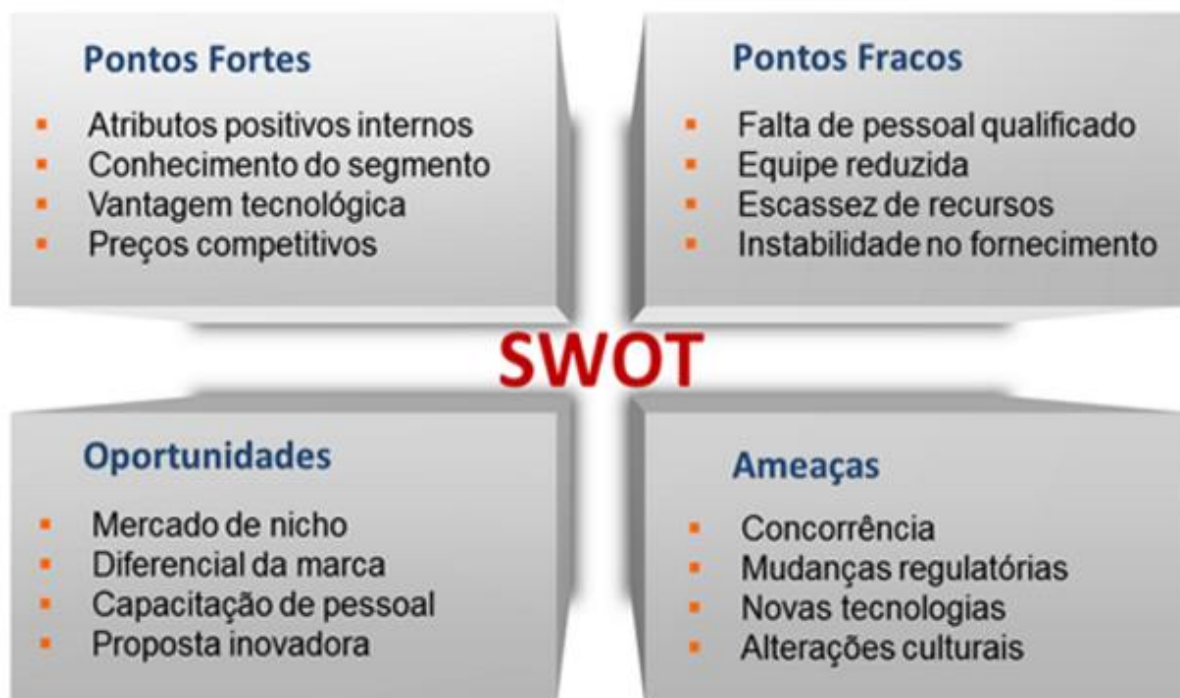 Pontos Fortes
Atributos positivos internos
Conhecimento do segmento
Vantagem tecnológica
Preços competitivos
Pontos Fracos
Falta de pessoal qualificado
Equipe reduzida
Escassez de recursos
Instabilidade no fornecimento
SWOT
Oportunidades
Mercado de nicho
Diferencial da marca
Capacitação de pessoal
Proposta inovadora
Ameaças
Concorrência
Mudanças regulatórias
Novas tecnologias
Alterações culturais